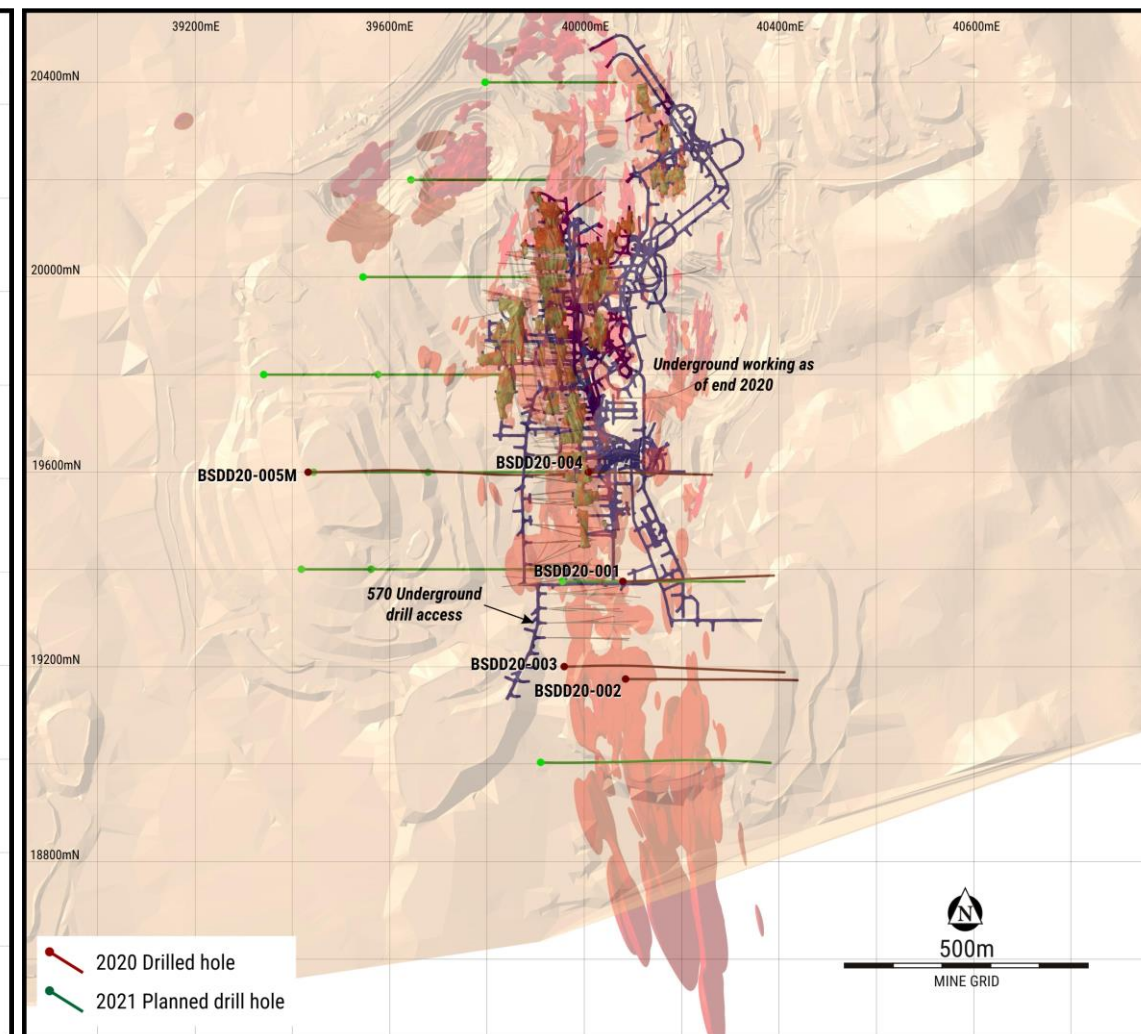 39200mE
39600mE
40000mE
40400mE
40600mE
20400mN
20000mN
Underground working as
of end 2020
19600mN
BSDD20-004
BSDD20-005M
BSDD20-001
570 Underground
drill access
19200mN
BSDD20-003
BSDD20-002
18800mN
N
500m
MINE GRID
2020 Drilled hole
2021 Planned drill hole